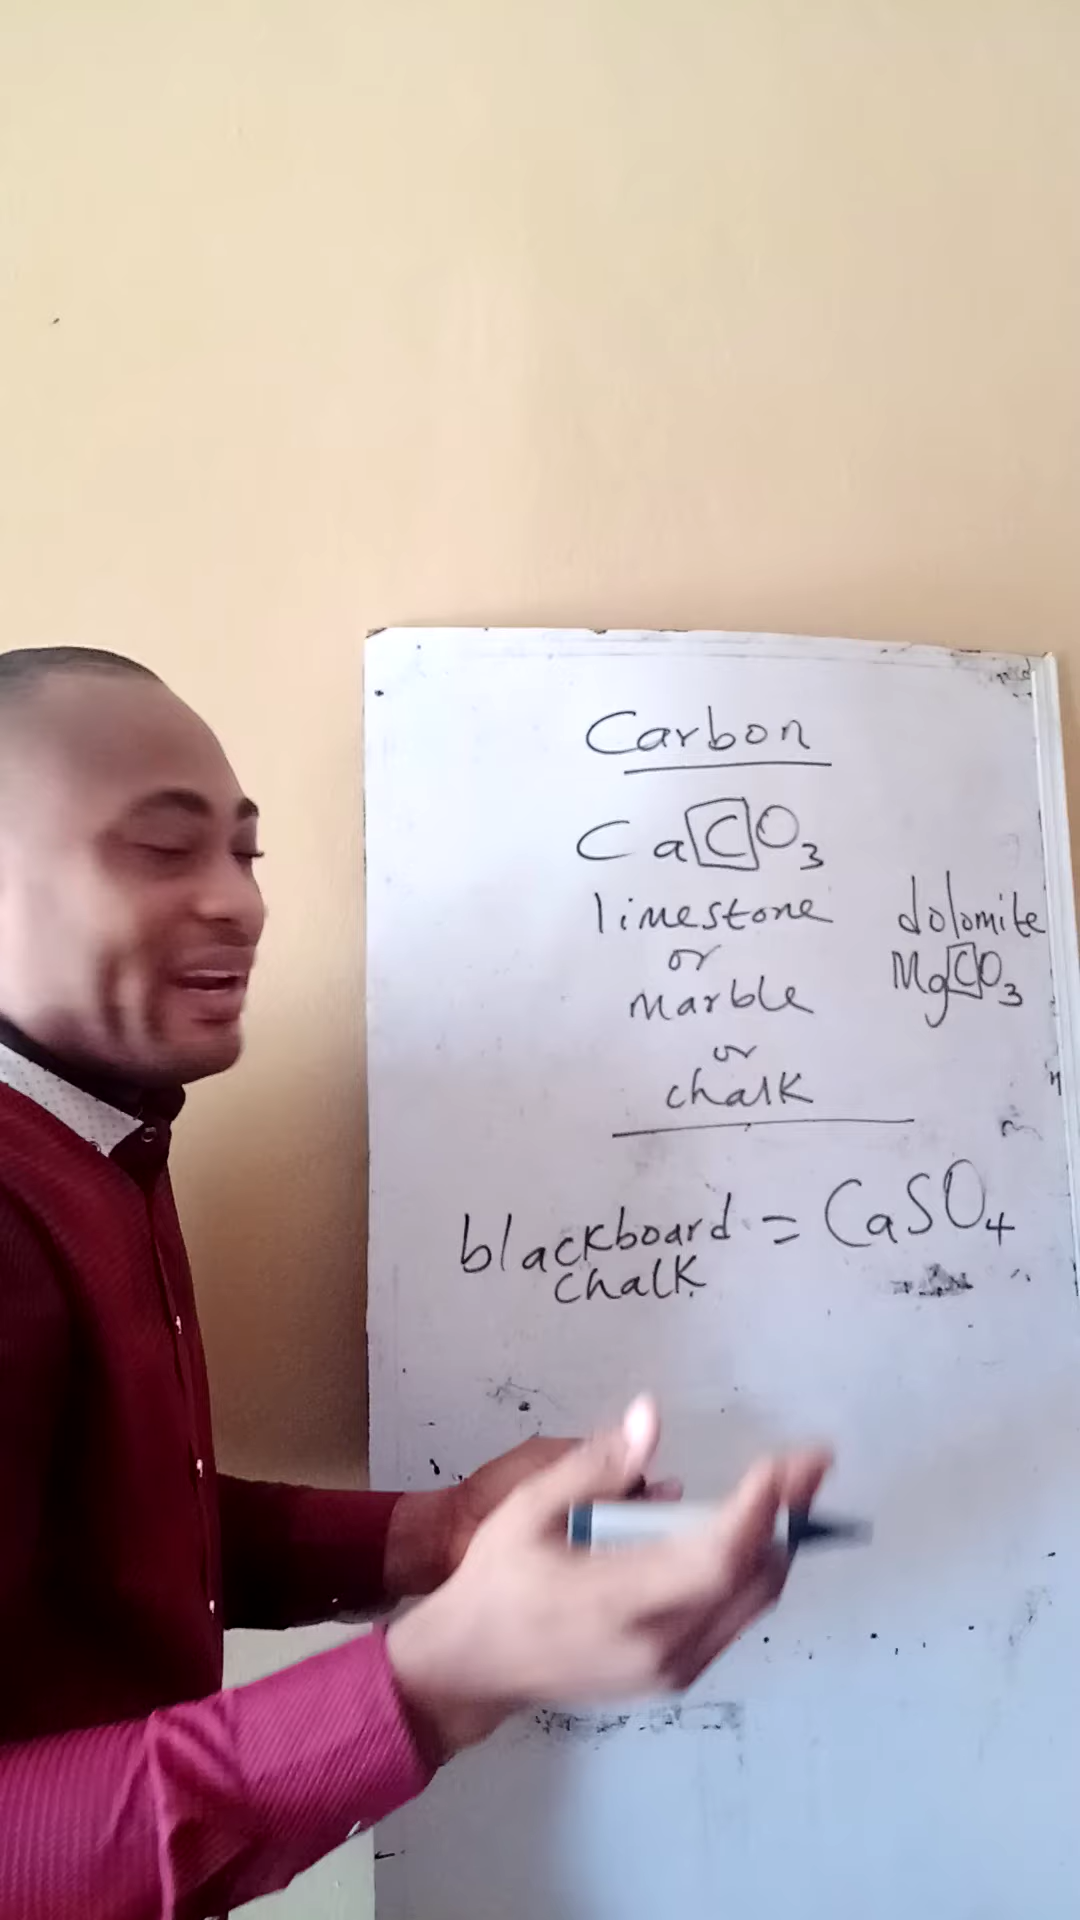 Carbon
CaCO₃
limestone
or
marble
or
chalk
dolomite
MgCO₃
blackboard = CaSO₄
chalk